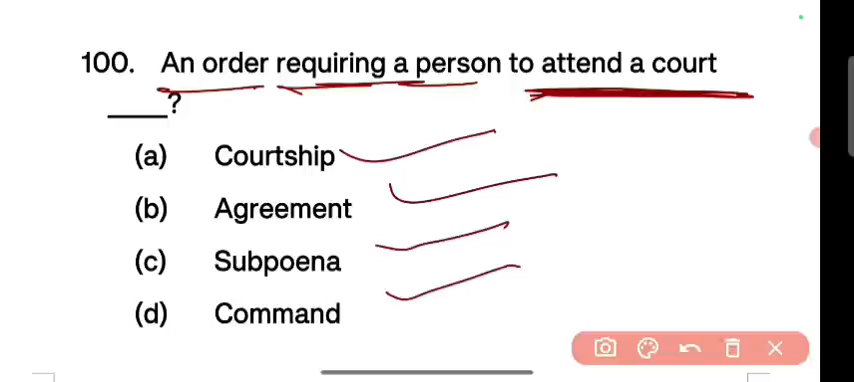 100. An order requiring a person to attend a court
____?
(a) Courtship
(b) Agreement
(c) Subpoena
(d) Command